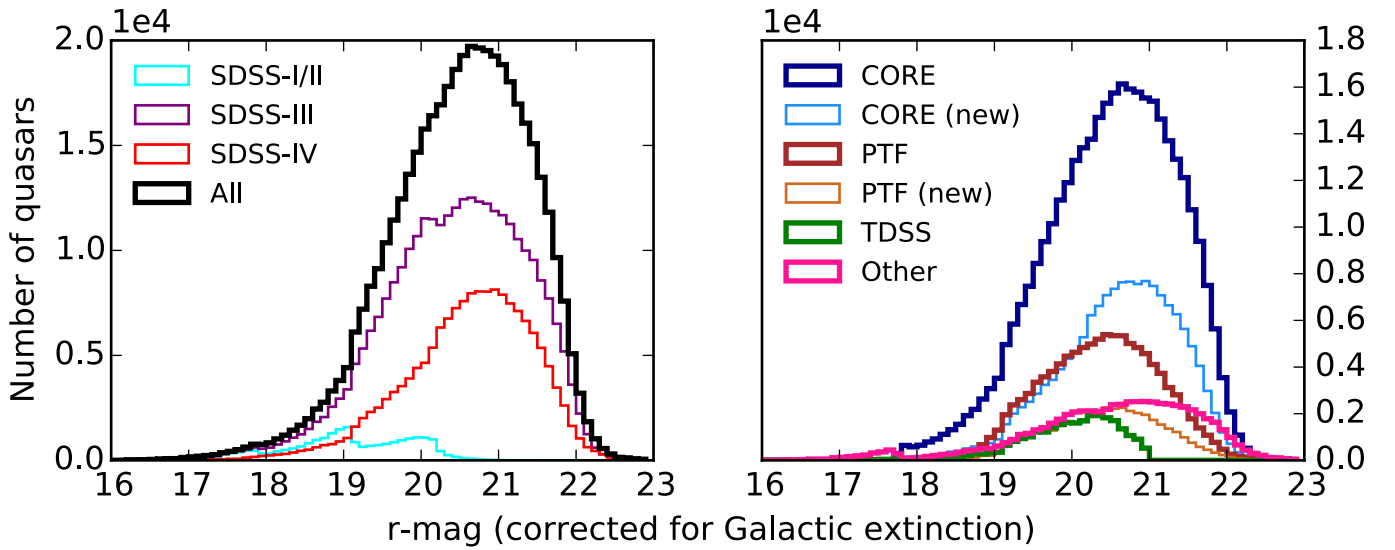 1e4
2.0
1.5
1.0
0.5
0.0
Number of quasars
SDSS-I/II
SDSS-III
SDSS-IV
All
16 17 18 19 20 21 22 23
1e4
CORE
CORE (new)
PTF
PTF (new)
TDSS
Other
1.8
1.6
1.4
1.2
1.0
0.8
0.6
0.4
0.2
0.0
16 17 18 19 20 21 22 23
r-mag (corrected for Galactic extinction)